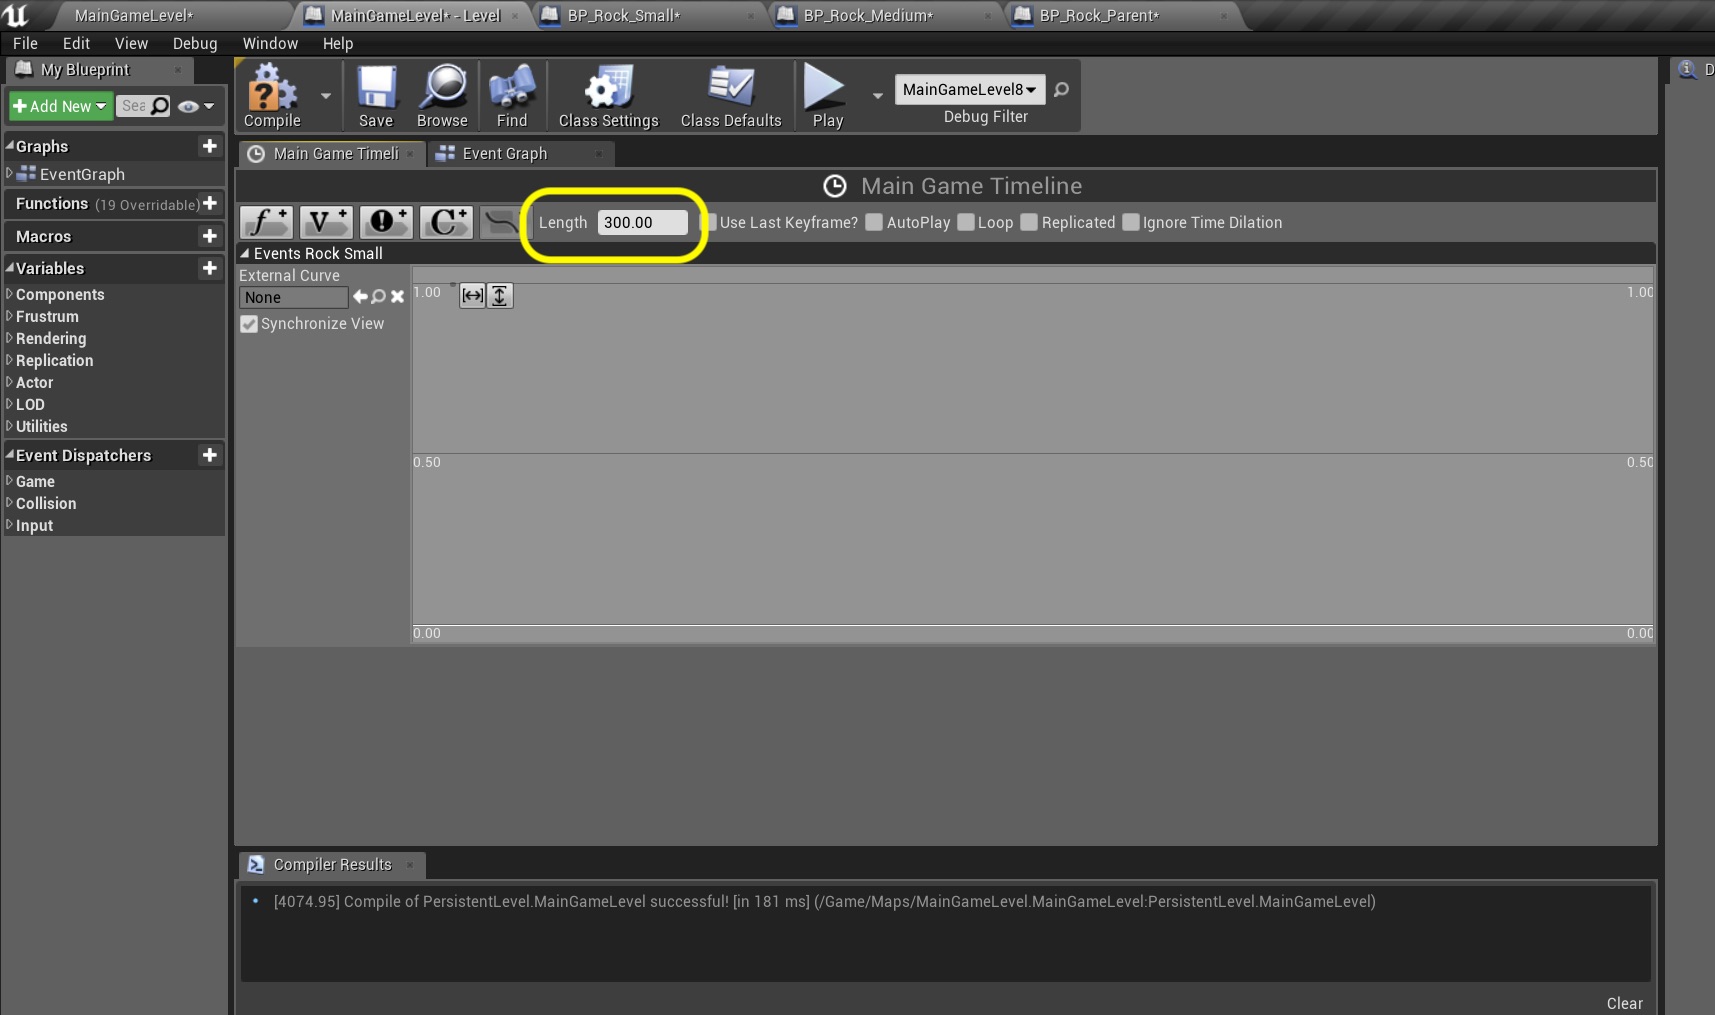 MainGameLevel*
MainGameLevel* - Level
BP_Rock_Small*
BP_Rock_Medium*
BP_Rock_Parent*
File Edit View Debug Window Help
My Blueprint
Add New
Sea
Graphs
EventGraph
Functions (19 Overridable)
Macros
Variables
Components
Frustrum
Rendering
Replication
Actor
LOD
Utilities
Event Dispatchers
Game
Collision
Input
Compile
Save
Browse
Find
Class Settings
Class Defaults
Play
MainGameLevel8
Debug Filter
D
Main Game Timeli
Event Graph
Main Game Timeline
f V C
Length 300.00 Use Last Keyframe? AutoPlay Loop Replicated Ignore Time Dilation
Events Rock Small
External Curve
None
Synchronize View
1.00 1.00
0.50 0.50
0.00 0.00
Compiler Results
[4074.95] Compile of PersistentLevel.MainGameLevel successful! [in 181 ms] (/Game/Maps/MainGameLevel.MainGameLevel:PersistentLevel.MainGameLevel)
Clear